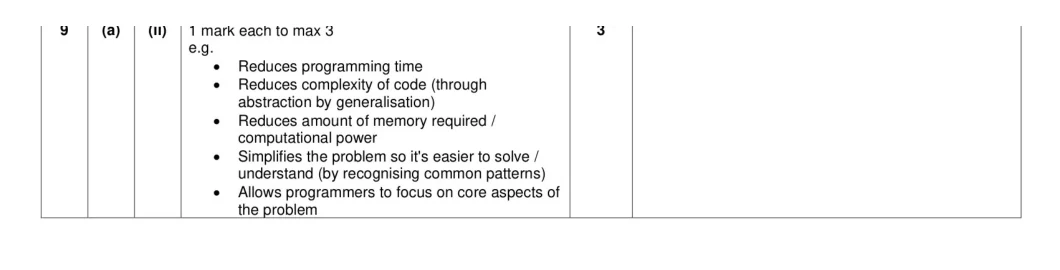 9 (a) (ii) 1 mark each to max 3 3
e.g.
• Reduces programming time
• Reduces complexity of code (through
abstraction by generalisation)
• Reduces amount of memory required /
computational power
• Simplifies the problem so it's easier to solve /
understand (by recognising common patterns)
• Allows programmers to focus on core aspects of
the problem